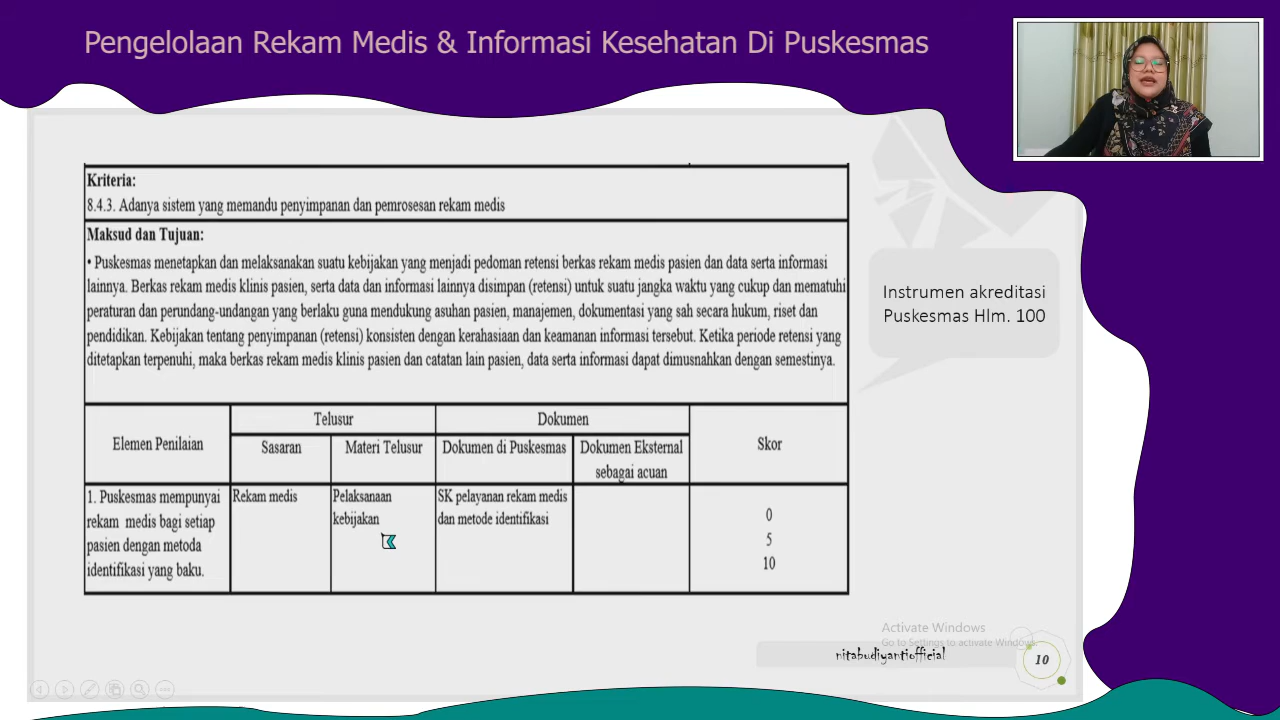 Pengelolaan Rekam Medis & Informasi Kesehatan Di Puskesmas
Kriteria:
8.4.3. Adanya sistem yang memandu penyimpanan dan pemrosesan rekam medis
Maksud dan Tujuan:
• Puskesmas menetapkan dan melaksanakan suatu kebijakan yang menjadi pedoman retensi berkas rekam medis pasien dan data serta informasi
lainnya. Berkas rekam medis klinis pasien, serta data dan informasi lainnya disimpan (retensi) untuk suatu jangka waktu yang cukup dan mematuhi
peraturan dan perundang-undangan yang berlaku guna mendukung asuhan pasien, manajemen, dokumentasi yang sah secara hukum, riset dan
pendidikan. Kebijakan tentang penyimpanan (retensi) konsisten dengan kerahasiaan dan keamanan informasi tersebut. Ketika periode retensi yang
ditetapkan terpenuhi, maka berkas rekam medis klinis pasien dan catatan lain pasien, data serta informasi dapat dimusnahkan dengan semestinya.
Elemen Penilaian
Telusur
Dokumen
Skor
Sasaran
Materi Telusur
Dokumen di Puskesmas
Dokumen Eksternal
sebagai acuan
1. Puskesmas mempunyai
rekam medis bagi setiap
pasien dengan metoda
identifikasi yang baku.
Rekam medis
Pelaksanaan
kebijakan
SK pelayanan rekam medis
dan metode identifikasi
0
5
10
Instrumen akreditasi
Puskesmas Hlm. 100
Activate Windows
Go to Settings to activate Windows.
nitabudiyantiofficial
10